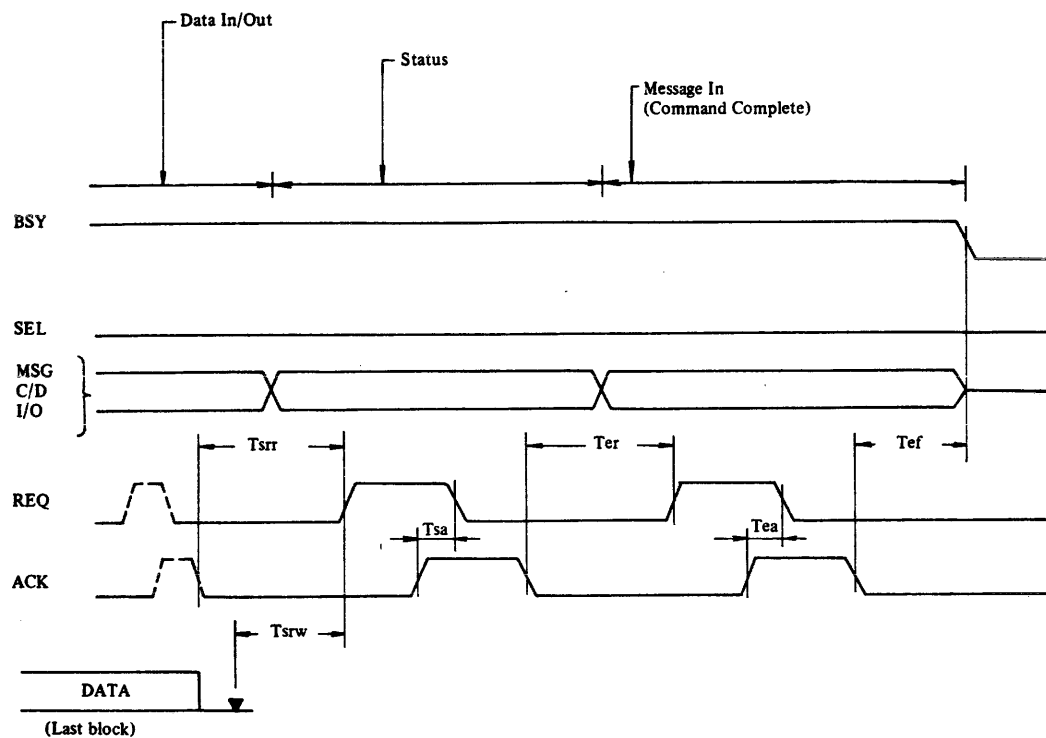 Data In/Out
Status
Message In
(Command Complete)
BSY
SEL
MSG
C/D
I/O
Tsrr
Ter
Tef
REQ
Tsa
Tea
ACK
Tsrw
DATA
(Last block)